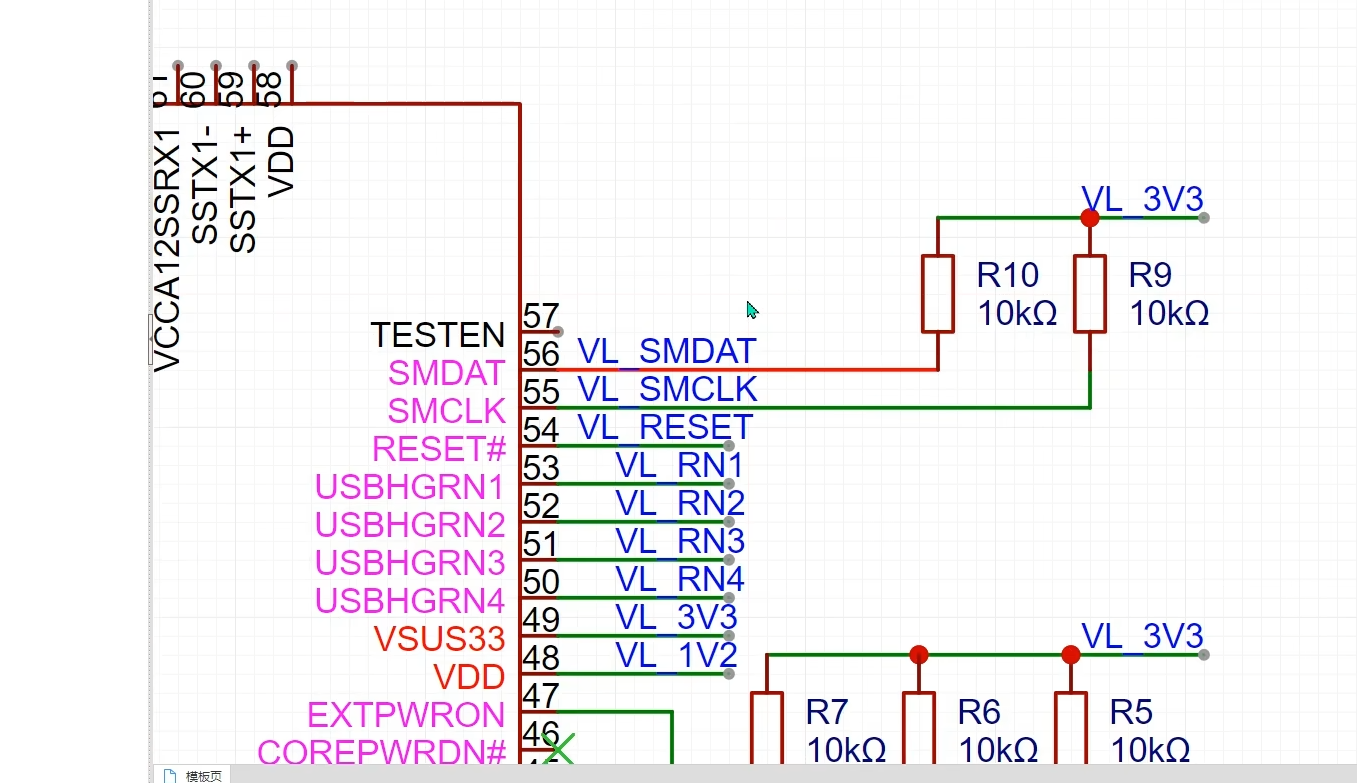 60
59
58
VCCA12SSRX1
SSTX1-
SSTX1+
VDD
VL_3V3
R10
10kΩ
R9
10kΩ
TESTEN 57
SMDAT 56 VL_SMDAT
SMCLK 55 VL_SMCLK
RESET# 54 VL_RESET
USBHGRN1 53 VL_RN1
USBHGRN2 52 VL_RN2
USBHGRN3 51 VL_RN3
USBHGRN4 50 VL_RN4
VSUS33 49 VL_3V3
VDD 48 VL_1V2
VL_3V3
EXTPWRON 47
COREPWRDN# 46
R7
10kΩ
R6
10kΩ
R5
10kΩ
模板页